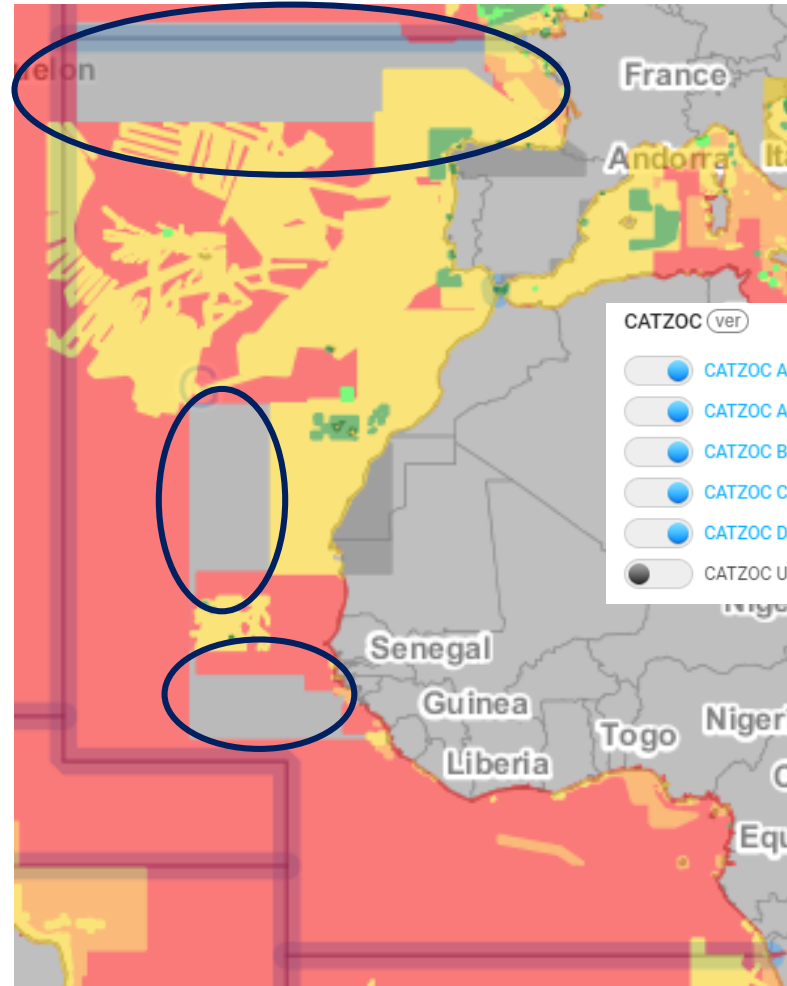 France
Andorra
CATZOC ver
CATZOC A
CATZOC A
CATZOC B
CATZOC C
CATZOC D
CATZOC U
Senegal
Guinea
Togo
Liberia